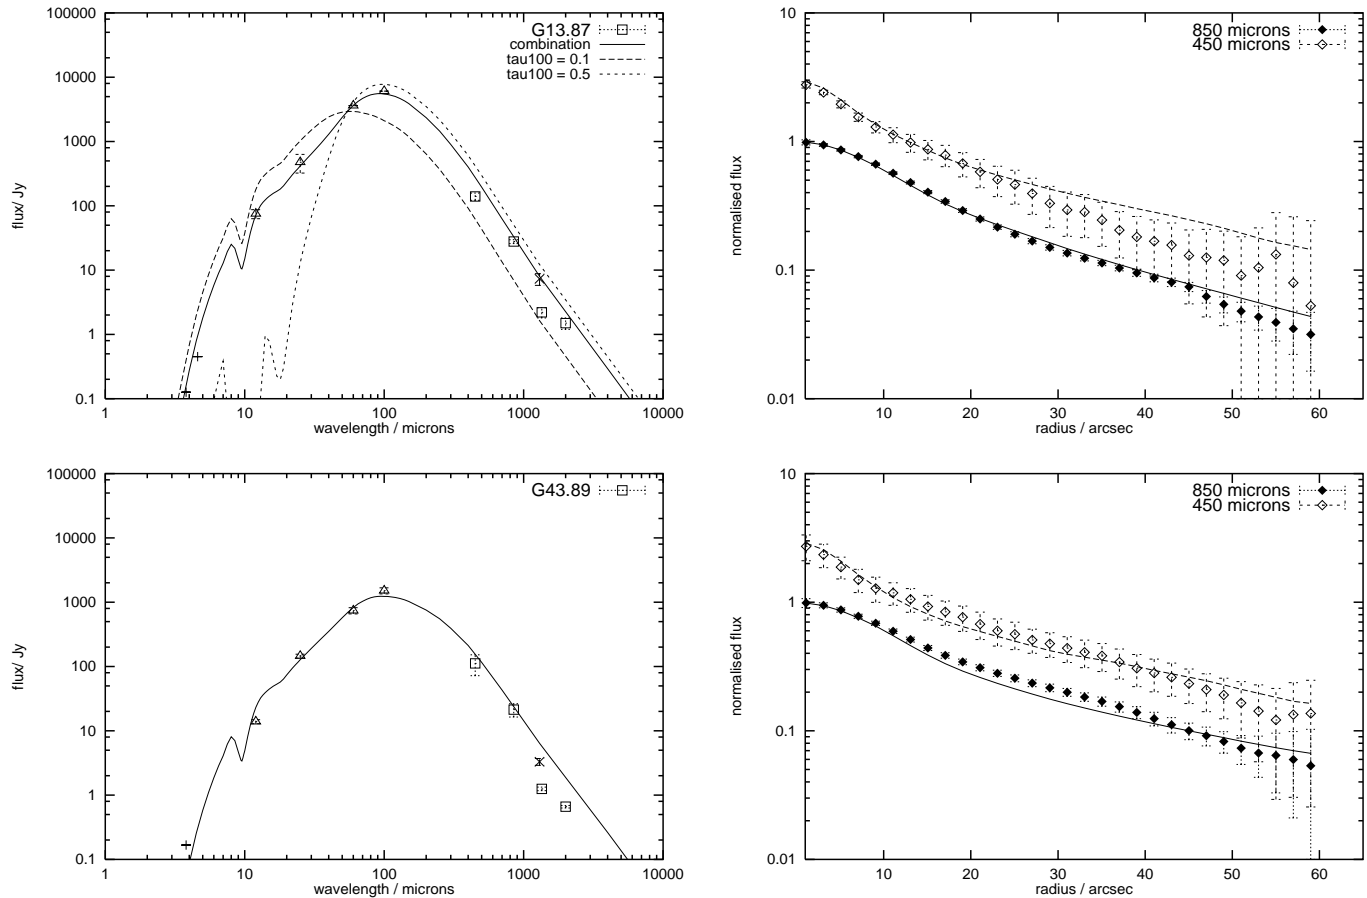 100000
10000
1000
100
10
1
0.1
flux/ Jy
1 10 100 1000 10000
wavelength / microns
G13.87
combination
tau100 = 0.1
tau100 = 0.5
10
1
0.1
0.01
normalised flux
10 20 30 40 50 60
radius / arcsec
850 microns
450 microns
100000
10000
1000
100
10
1
0.1
flux/ Jy
1 10 100 1000 10000
wavelength / microns
G43.89
10
1
0.1
0.01
normalised flux
10 20 30 40 50 60
radius / arcsec
850 microns
450 microns